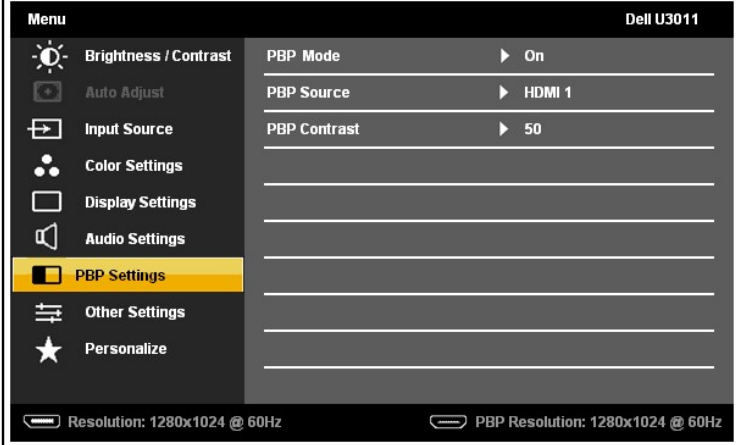 Menu Dell U3011
Brightness / Contrast PBP Mode On
Auto Adjust PBP Source HDMI 1
Input Source PBP Contrast 50
Color Settings
Display Settings
Audio Settings
PBP Settings
Other Settings
Personalize
Resolution: 1280x1024 @ 60Hz PBP Resolution: 1280x1024 @ 60Hz